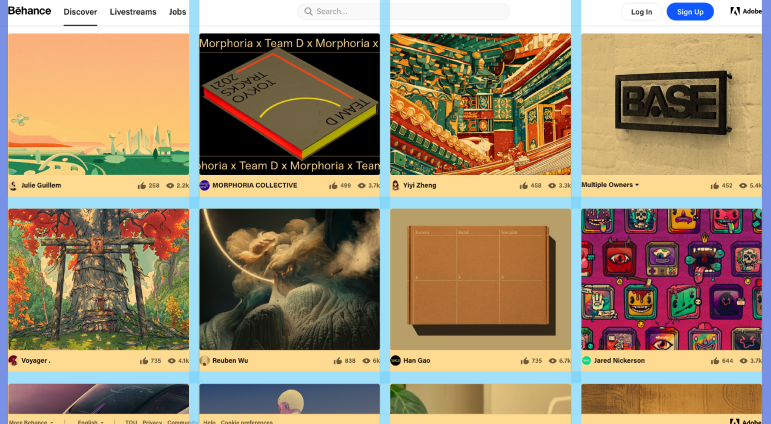 Bēhance
Discover
Livestreams
Jobs
Search...
Log In
Sign Up
Adobe
Morphoria x Team D x Morphoria x
TOKYO
TRACKS
2021
TEAM D
horia x Team D x Morphoria x Team
BASE
Julie Guillem
258
2.2k
MORPHORIA COLLECTIVE
499
3.7k
Yiyi Zheng
458
3.3k
Multiple Owners
452
5.4k
Voyager .
735
4.1k
Reuben Wu
838
6k
Han Gao
735
6.7k
Jared Nickerson
644
3.7k
More Behance
English
TOU
Privacy
Commu
Help
Cookie preferences
Adobe